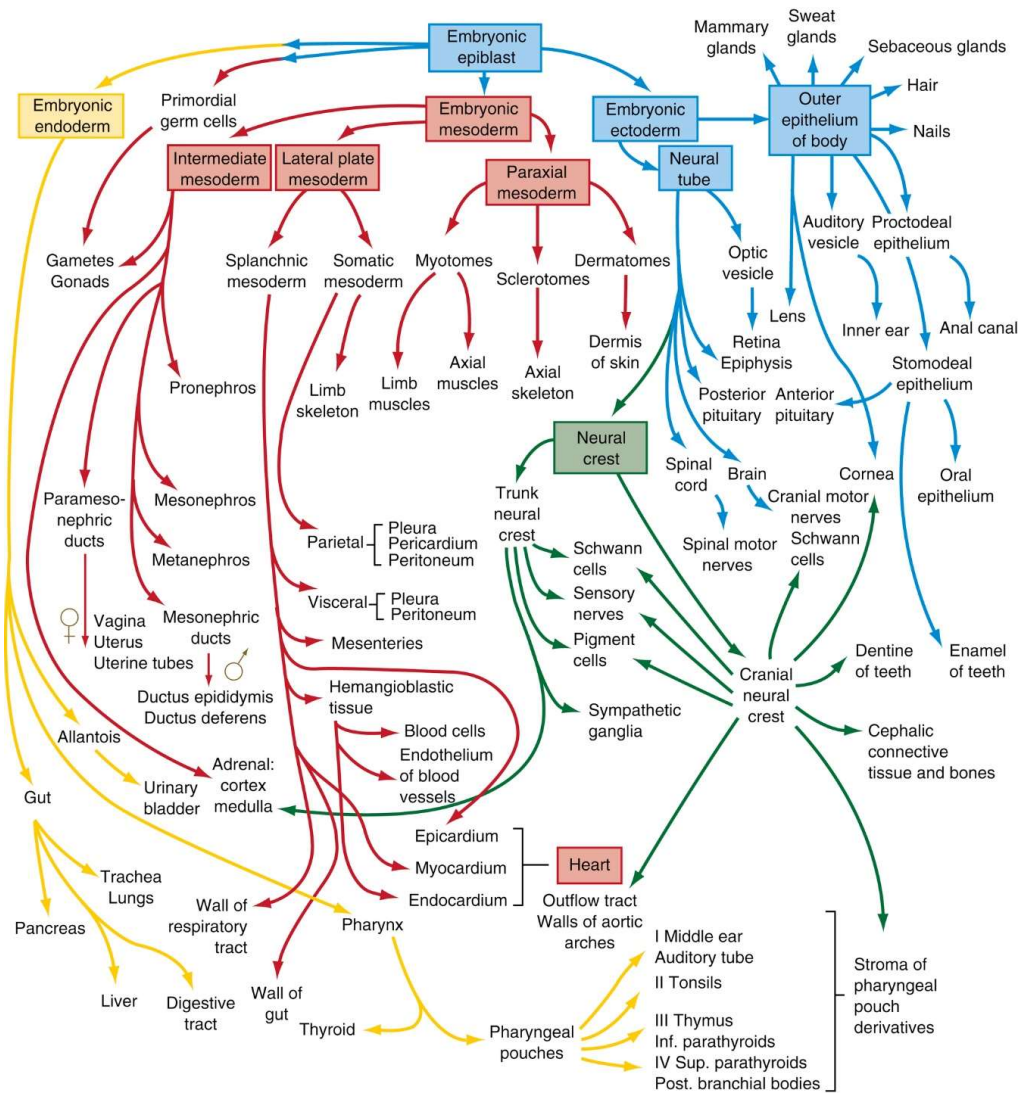 Embryonic
epiblast
Mammary
glands
Sweat
glands
Sebaceous glands
Hair
Nails
Embryonic
endoderm
Primordial
germ cells
Embryonic
mesoderm
Embryonic
ectoderm
Outer
epithelium
of body
Intermediate
mesoderm
Lateral plate
mesoderm
Paraxial
mesoderm
Neural
tube
Gametes
Gonads
Splanchnic
mesoderm
Somatic
mesoderm
Myotomes
Sclerotomes
Dermatomes
Optic
vesicle
Auditory
vesicle
Proctodeal
epithelium
Pronephros
Limb
skeleton
Limb
muscles
Axial
muscles
Axial
skeleton
Dermis
of skin
Retina
Epiphysis
Lens
Inner ear
Anal canal
Stomodeal
epithelium
Posterior
pituitary
Anterior
pituitary
Neural
crest
Spinal
cord
Brain
Cornea
Oral
epithelium
Parameso-
nephric
ducts
Mesonephros
Metanephros
Trunk
neural
crest
Cranial motor
nerves
Schwann
cells
Spinal motor
nerves
Parietal
Pleura
Pericardium
Peritoneum
Visceral
Pleura
Peritoneum
Mesenteries
Schwann
cells
Sensory
nerves
Pigment
cells
Sympathetic
ganglia
♀
Vagina
Uterus
Uterine tubes
Mesonephric
ducts
♂
Ductus epididymis
Ductus deferens
Cranial
neural
crest
Dentine
of teeth
Enamel
of teeth
Cephalic
connective
tissue and bones
Hemangioblastic
tissue
Blood cells
Endothelium
of blood
vessels
Allantois
Urinary
bladder
Adrenal:
cortex
medulla
Gut
Epicardium
Myocardium
Endocardium
Heart
Outflow tract
Walls of aortic
arches
Trachea
Lungs
Pancreas
Liver
Digestive
tract
Wall of
respiratory
tract
Wall of
gut
Pharynx
Thyroid
Pharyngeal
pouches
I Middle ear
Auditory tube
II Tonsils
III Thymus
Inf. parathyroids
IV Sup. parathyroids
Post. branchial bodies
Stroma of
pharyngeal
pouch
derivatives